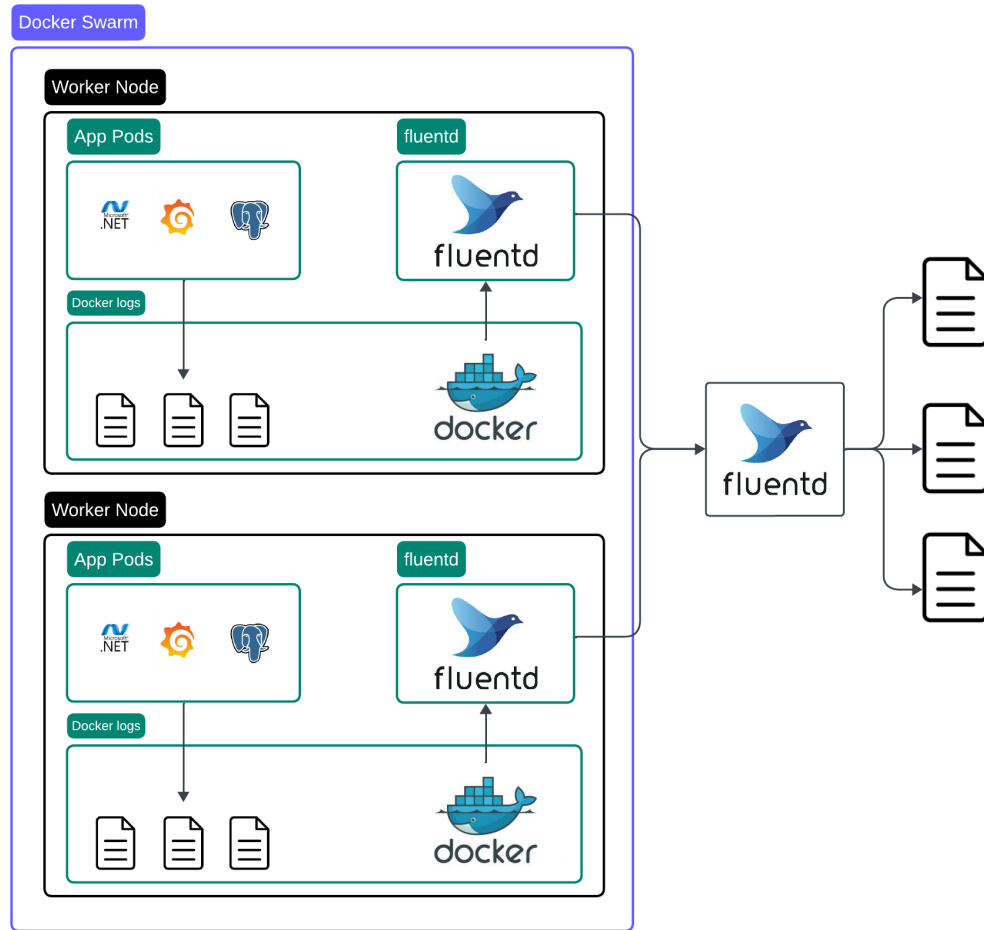 Docker Swarm
Worker Node
App Pods
fluentd
Microsoft
.NET
fluentd
Docker logs
docker
Worker Node
App Pods
fluentd
Microsoft
.NET
fluentd
Docker logs
docker
fluentd